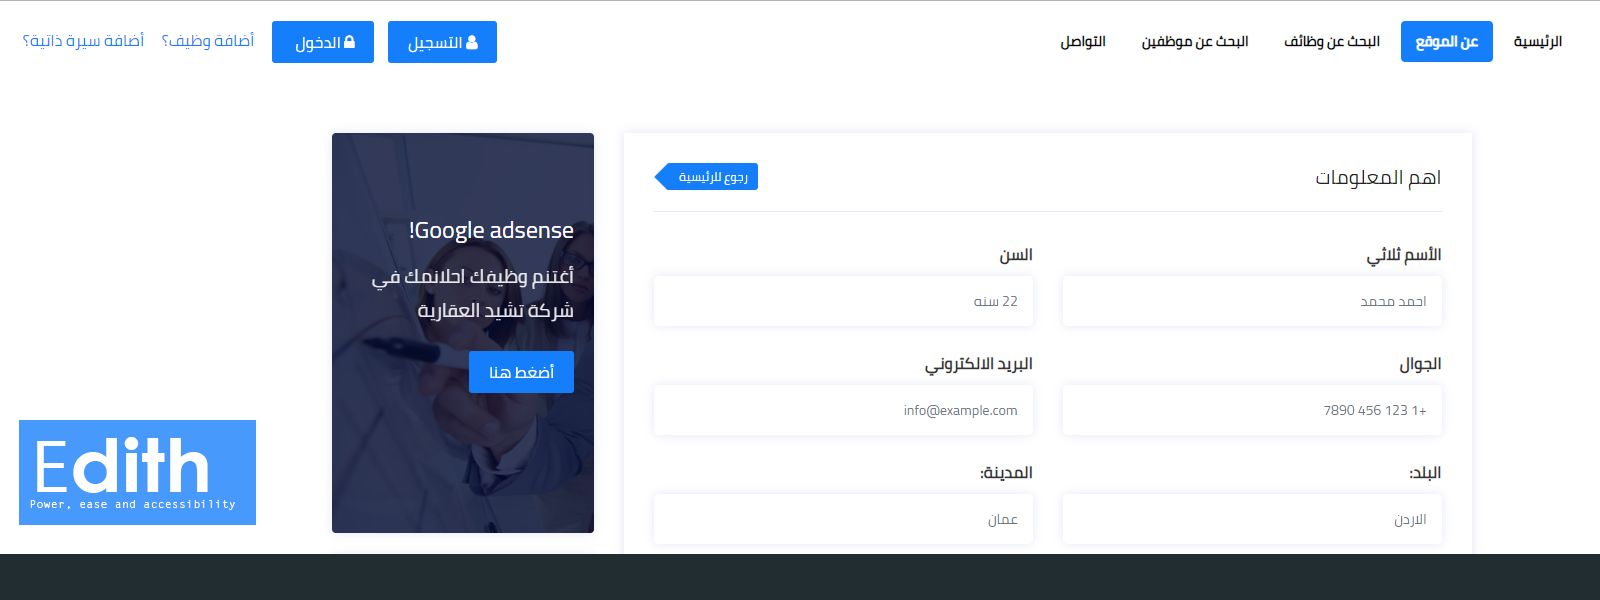 الرئيسية
عن الموقع
البحث عن وظائف
البحث عن موظفين
التواصل
التسجيل
الدخول
أضافة وظيف؟
أضافة سيرة ذاتية؟
اهم المعلومات
رجوع للرئيسية
الأسم ثلاثي
السن
احمد محمد
22 سنه
الجوال
البريد الالكتروني
+1 123 456 7890
info@example.com
البلد:
المدينة:
الاردن
عمان
Google adsense!
أغتنم وظيفك احلانمك في
شركة تشيد العقارية
أضغط هنا
Edith
Power, ease and accessibility